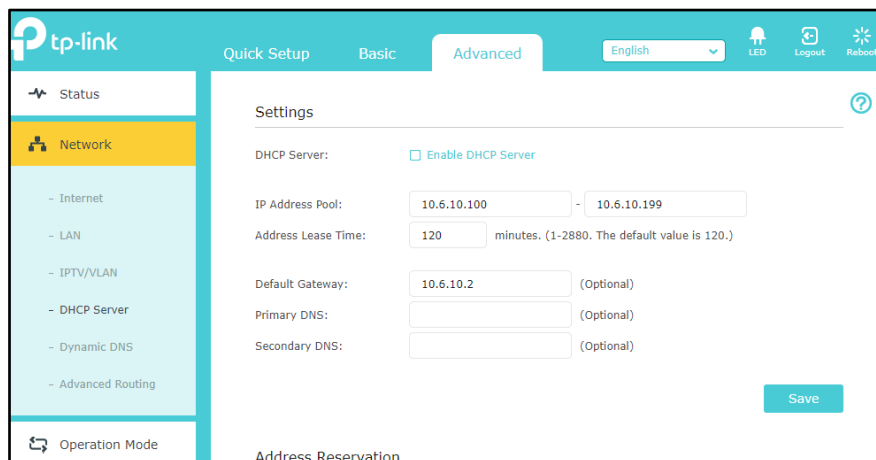 tp-link
Quick Setup Basic Advanced English LED Logout Reboot
Status
Settings
Network
DHCP Server: Enable DHCP Server
- Internet
IP Address Pool: 10.6.10.100 - 10.6.10.199
- LAN
Address Lease Time: 120 minutes. (1-2880. The default value is 120.)
- IPTV/VLAN
Default Gateway: 10.6.10.2 (Optional)
- DHCP Server
Primary DNS: (Optional)
- Dynamic DNS
Secondary DNS: (Optional)
- Advanced Routing
Save
Operation Mode
Address Reservation